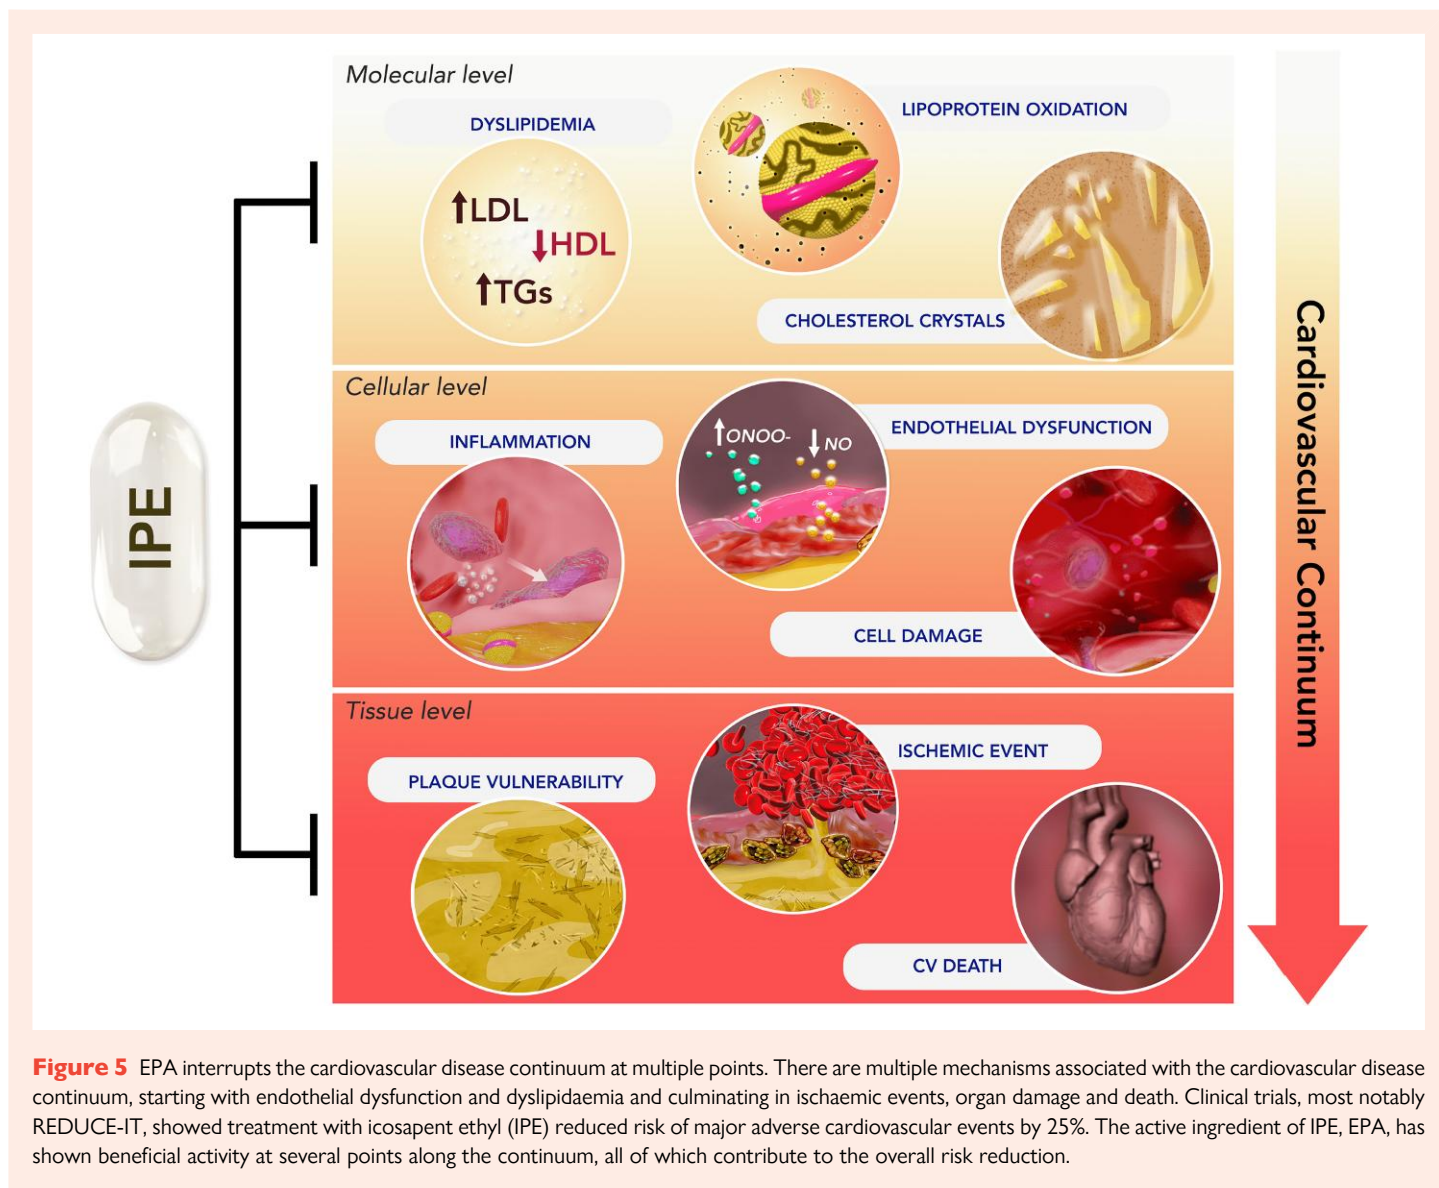 Molecular level
DYSLIPIDEMIA
↑LDL
↓HDL
↑TGs
LIPOPROTEIN OXIDATION
CHOLESTEROL CRYSTALS
Cellular level
INFLAMMATION
↑ONOO-
↓NO
ENDOTHELIAL DYSFUNCTION
CELL DAMAGE
Tissue level
PLAQUE VULNERABILITY
ISCHEMIC EVENT
CV DEATH
IPE
Cardiovascular Continuum
Figure 5 EPA interrupts the cardiovascular disease continuum at multiple points. There are multiple mechanisms associated with the cardiovascular disease
continuum, starting with endothelial dysfunction and dyslipidaemia and culminating in ischaemic events, organ damage and death. Clinical trials, most notably
REDUCE-IT, showed treatment with icosapent ethyl (IPE) reduced risk of major adverse cardiovascular events by 25%. The active ingredient of IPE, EPA, has
shown beneficial activity at several points along the continuum, all of which contribute to the overall risk reduction.